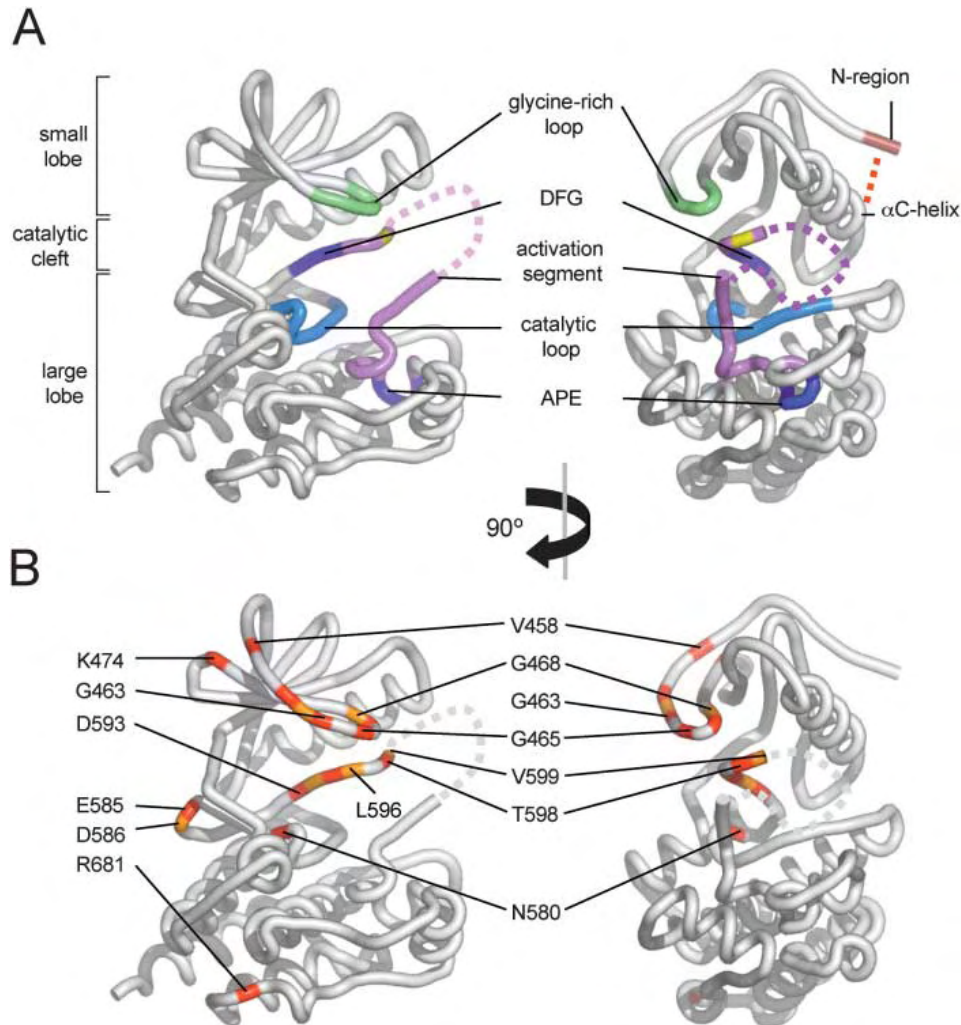 A
N-region
small
lobe
glycine-rich
loop
DFG
αC-helix
catalytic
cleft
activation
segment
catalytic
loop
large
lobe
APE
90º
B
K474
G463
D593
E585
D586
R681
L596
V458
G468
G463
G465
V599
T598
N580